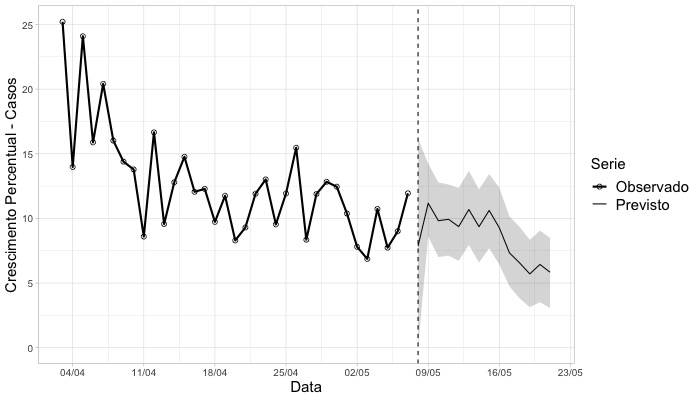 Crescimento Percentual - Casos
25
20
15
10
5
0
04/04 11/04 18/04 25/04 02/05 09/05 16/05 23/05
Data
Serie
Observado
Previsto